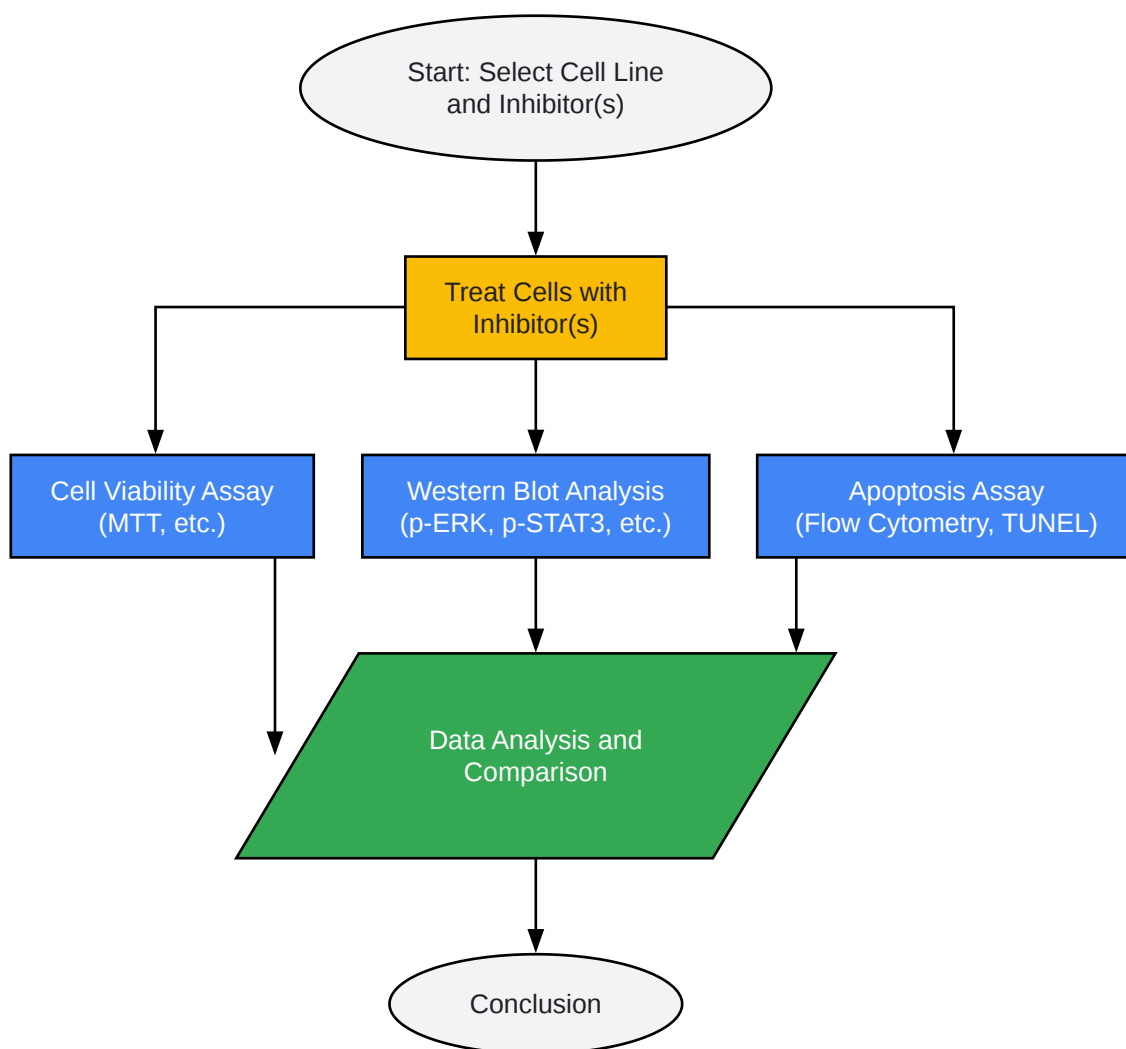 Start: Select Cell Line
and Inhibitor(s)
Treat Cells with
Inhibitor(s)
Cell Viability Assay
(MTT, etc.)
Western Blot Analysis
(p-ERK, p-STAT3, etc.)
Apoptosis Assay
(Flow Cytometry, TUNEL)
Data Analysis and
Comparison
Conclusion